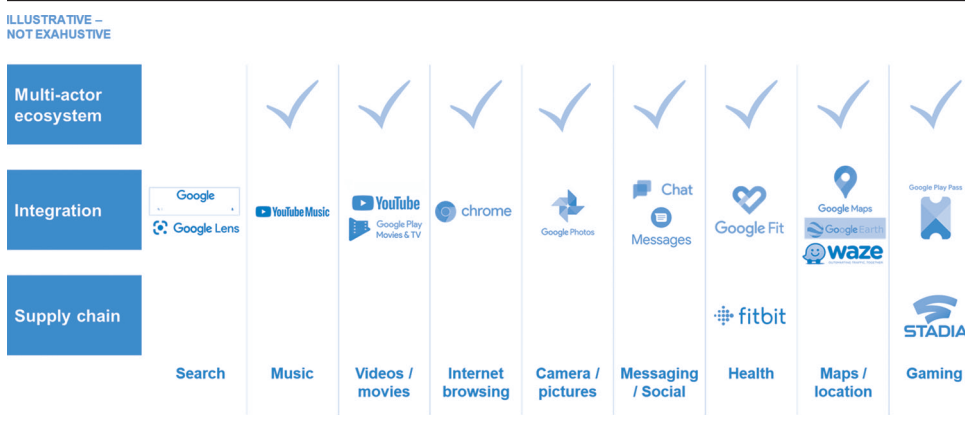 ILLUSTRATIVE –
NOT EXAHUSTIVE
Multi-actor
ecosystem
Integration
Google
Google Lens
YouTube Music
YouTube
Google Play
Movies & TV
chrome
Google Photos
Chat
Messages
Google Fit
Google Maps
Google Earth
waze
Google Play Pass
Supply chain
fitbit
STADIA
Search
Music
Videos /
movies
Internet
browsing
Camera /
pictures
Messaging
/ Social
Health
Maps /
location
Gaming